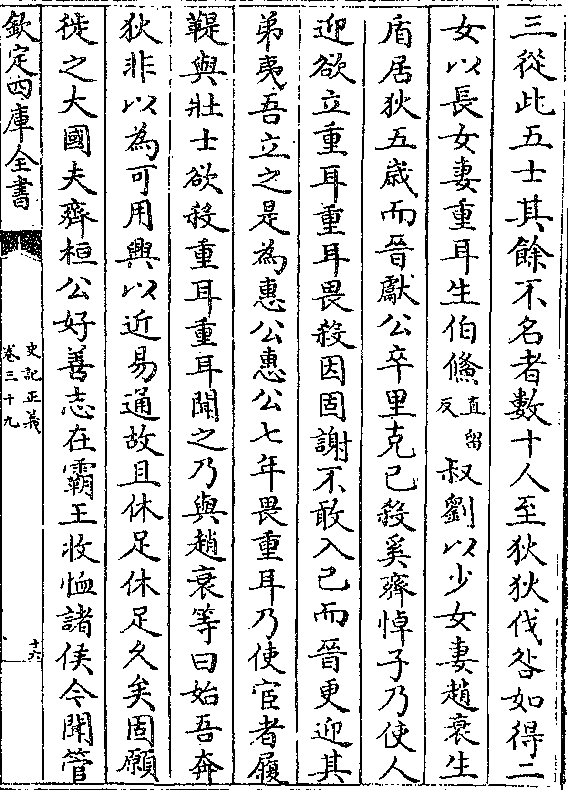 三從此五士其餘不名者數十人至狄狄伐咎如得二
女以長女妻重耳生伯鯈直留反叔劉以少女妻趙衰生
盾居狄五歲而晉獻公卒里克已殺奚齊悼子乃使人
迎欲立重耳重耳畏殺因固謝不敢入已而晉更迎其
弟夷吾立之是為惠公惠公七年畏重耳乃使宦者履
鞮與壯士欲殺重耳重耳聞之乃與趙衰等曰始吾奔
狄非以為可用興以近易通故且休足休足久矣固願
徙之大國夫齊桓公好善志在霸王收恤諸侯今聞管
欽定四庫全書
史記正義
卷三十九
十六